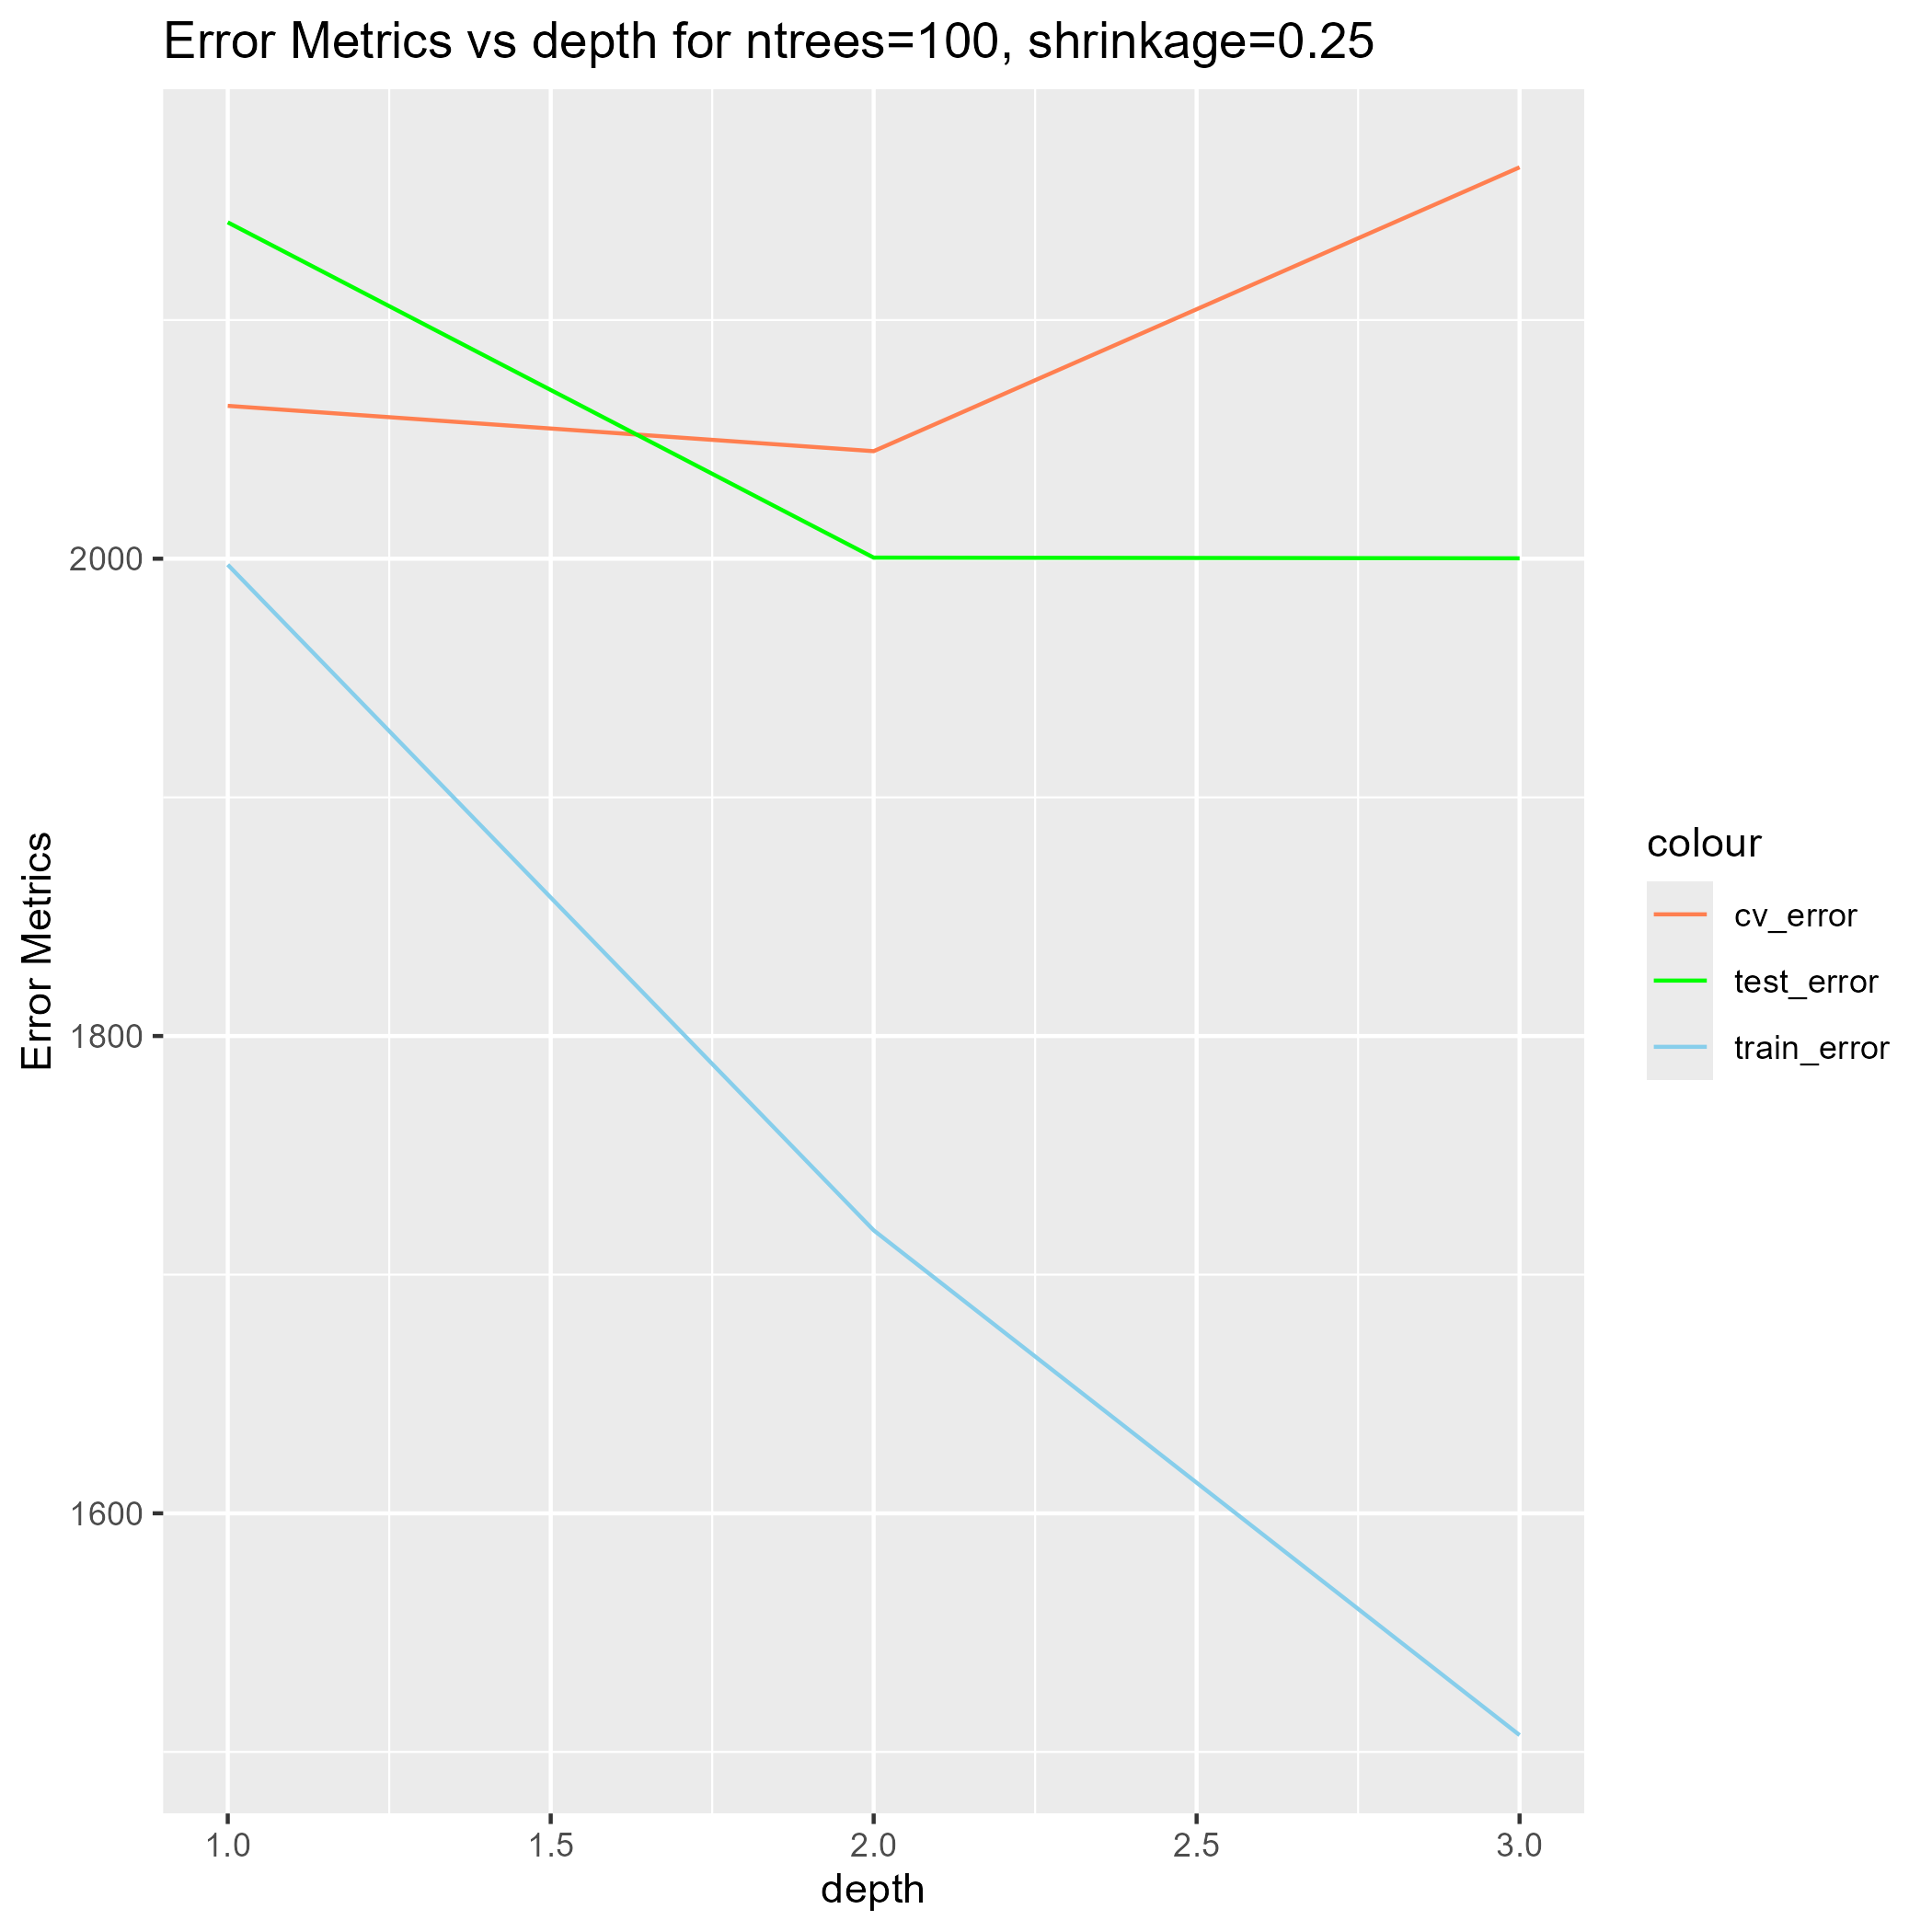 Error Metrics vs depth for ntrees=100, shrinkage=0.25
Error Metrics
2000
1800
1600
1.0 1.5 2.0 2.5 3.0
depth
colour
cv_error
test_error
train_error